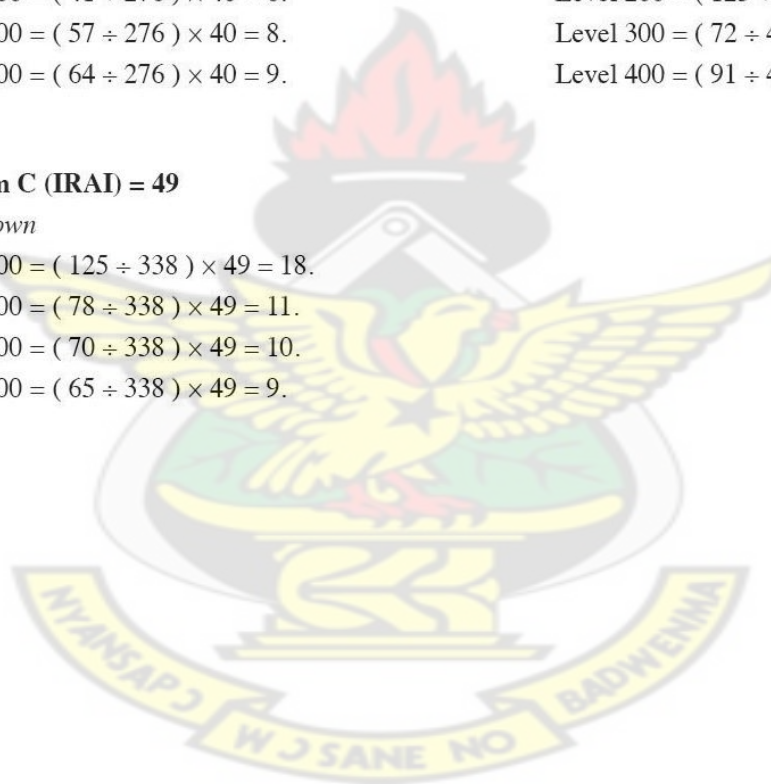 00 = ( 57 ÷ 276 ) × 40 = 8.
Level 300 = ( 72 ÷ 4
00 = ( 64 ÷ 276 ) × 40 = 9.
Level 400 = ( 91 ÷ 4
n C (IRAI) = 49
own
00 = ( 125 ÷ 338 ) × 49 = 18.
00 = ( 78 ÷ 338 ) × 49 = 11.
00 = ( 70 ÷ 338 ) × 49 = 10.
00 = ( 65 ÷ 338 ) × 49 = 9.
NYANSAPƆ
WƆ SANE NO
BADWENMA